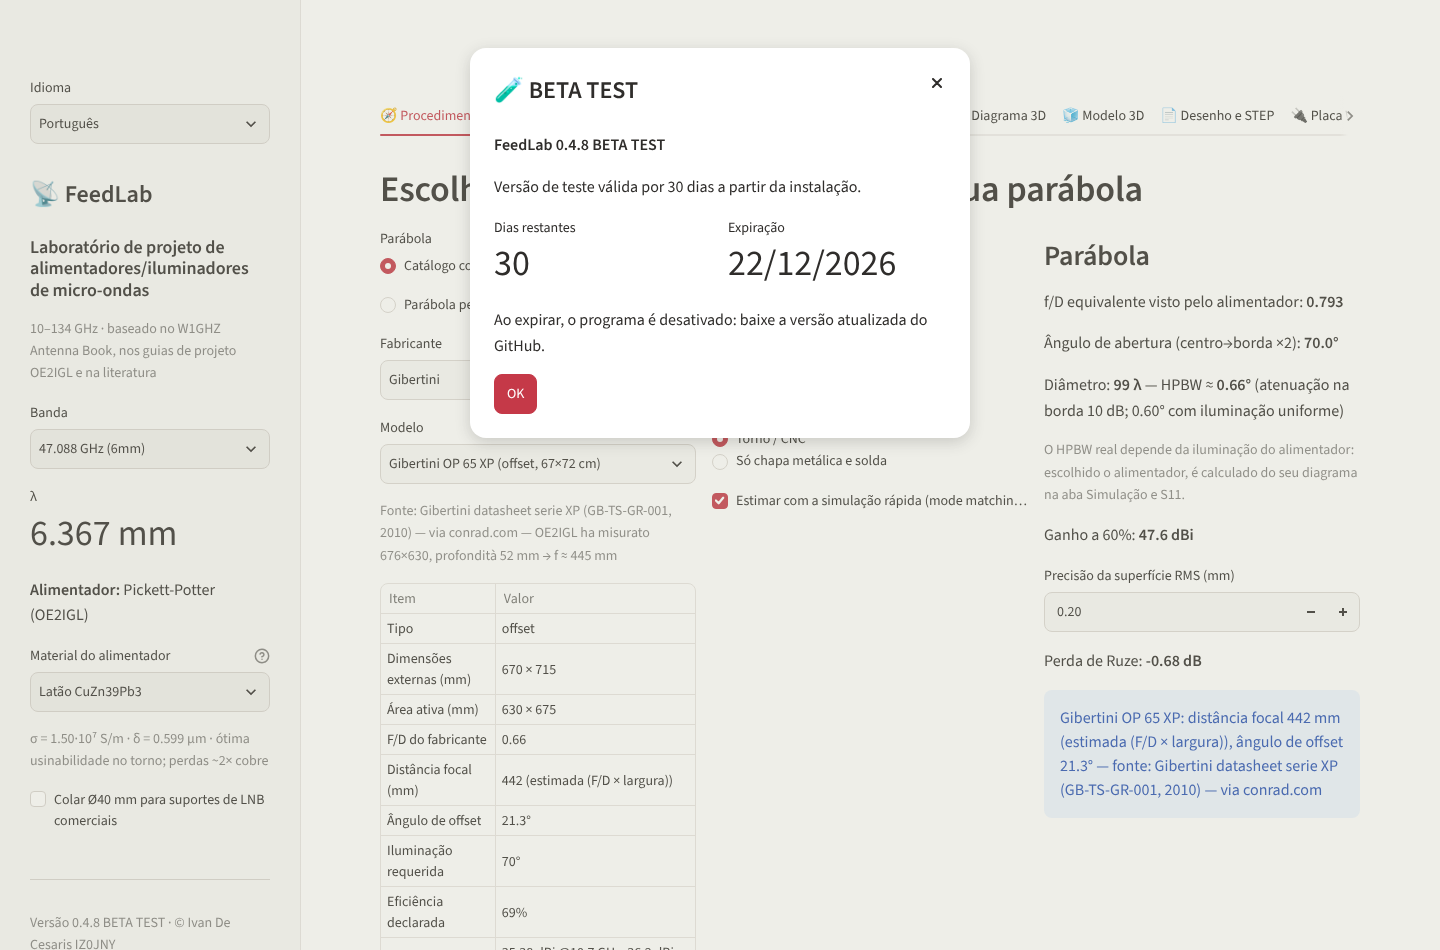 Idioma
Português
📡 FeedLab
Laboratório de projeto de
alimentadores/iluminadores
de micro-ondas
10–134 GHz · baseado no W1GHZ
Antenna Book, nos guias de projeto
OE2IGL e na literatura
Banda
47.088 GHz (6mm)
λ
6.367 mm
Alimentador: Pickett-Potter
(OE2IGL)
Material do alimentador
Latão CuZn39Pb3
σ = 1.50·10⁷ S/m · δ = 0.599 µm · ótima
usinabilidade no torno; perdas ~2× cobre
Colar Ø40 mm para suportes de LNB
comerciais
Versão 0.4.8 BETA TEST · © Ivan De
Cesaris IZ0JNY
🧪 BETA TEST
FeedLab 0.4.8 BETA TEST
Versão de teste válida por 30 dias a partir da instalação.
Dias restantes
30
Expiração
22/12/2026
Ao expirar, o programa é desativado: baixe a versão atualizada do
GitHub.
OK
🧭 Procedimen
Diagrama 3D
🧊 Modelo 3D
📄 Desenho e STEP
🔌 Placa
Escolh
ua parábola
Parábola
Catálogo co
Parábola pe
Fabricante
Gibertini
Modelo
Gibertini OP 65 XP (offset, 67×72 cm)
Fonte: Gibertini datasheet serie XP (GB-TS-GR-001,
2010) — via conrad.com — OE2IGL ha misurato
676×630, profondità 52 mm → f ≈ 445 mm
Item Valor
Tipo offset
Dimensões
externas (mm) 670 × 715
Área ativa (mm) 630 × 675
F/D do fabricante 0.66
Distância focal
(mm) 442 (estimada (F/D × largura))
Ângulo de offset 21.3°
Iluminação
requerida 70°
Eficiência
declarada 69%
Torno / CNC
Só chapa metálica e solda
Estimar com a simulação rápida (mode matchin…
Parábola
f/D equivalente visto pelo alimentador: 0.793
Ângulo de abertura (centro→borda ×2): 70.0°
Diâmetro: 99 λ — HPBW ≈ 0.66° (atenuação na
borda 10 dB; 0.60° com iluminação uniforme)
O HPBW real depende da iluminação do alimentador:
escolhido o alimentador, é calculado do seu diagrama
na aba Simulação e S11.
Ganho a 60%: 47.6 dBi
Precisão da superfície RMS (mm)
0.20
Perda de Ruze: -0.68 dB
Gibertini OP 65 XP: distância focal 442 mm
(estimada (F/D × largura)), ângulo de offset
21.3° — fonte: Gibertini datasheet serie XP
(GB-TS-GR-001, 2010) — via conrad.com